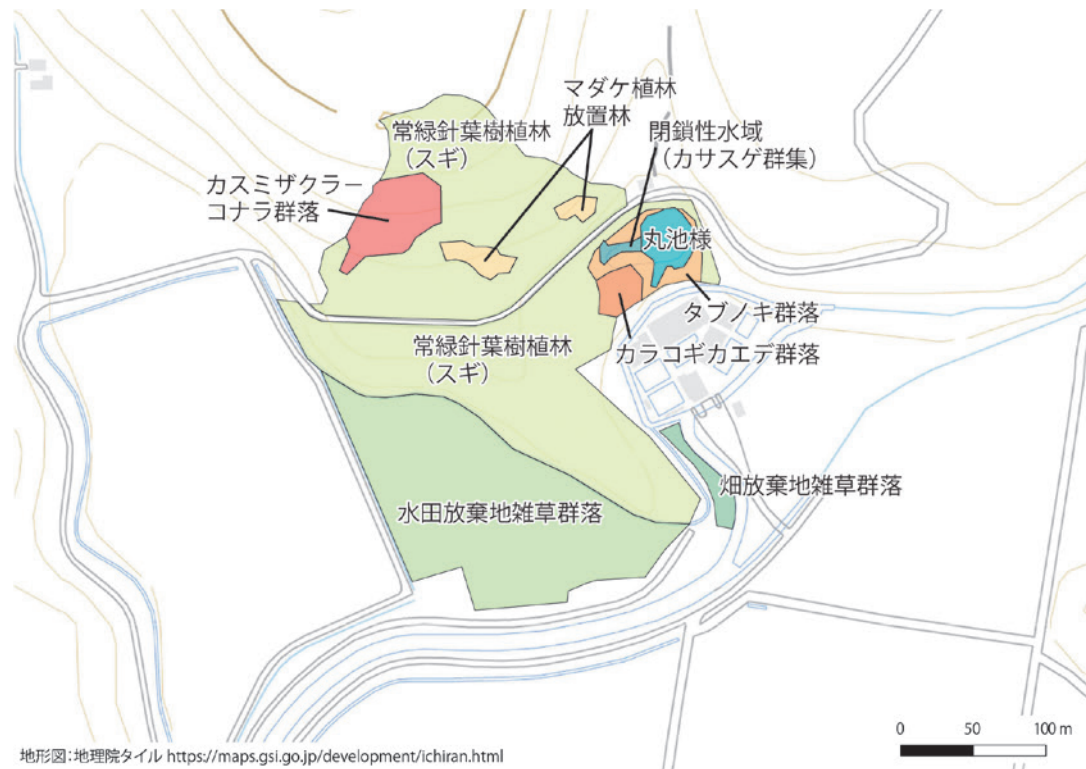 マダケ植林
放置林
常緑針葉樹植林
(スギ)
閉鎖性水域
(カサスゲ群集)
カスミザクラー
コナラ群落
丸池様
タブノキ群落
カラコギカエデ群落
常緑針葉樹植林
(スギ)
畑放棄地雑草群落
水田放棄地雑草群落
0 50 100 m
地形図:地理院タイル https://maps.gsi.go.jp/development/ichiran.html